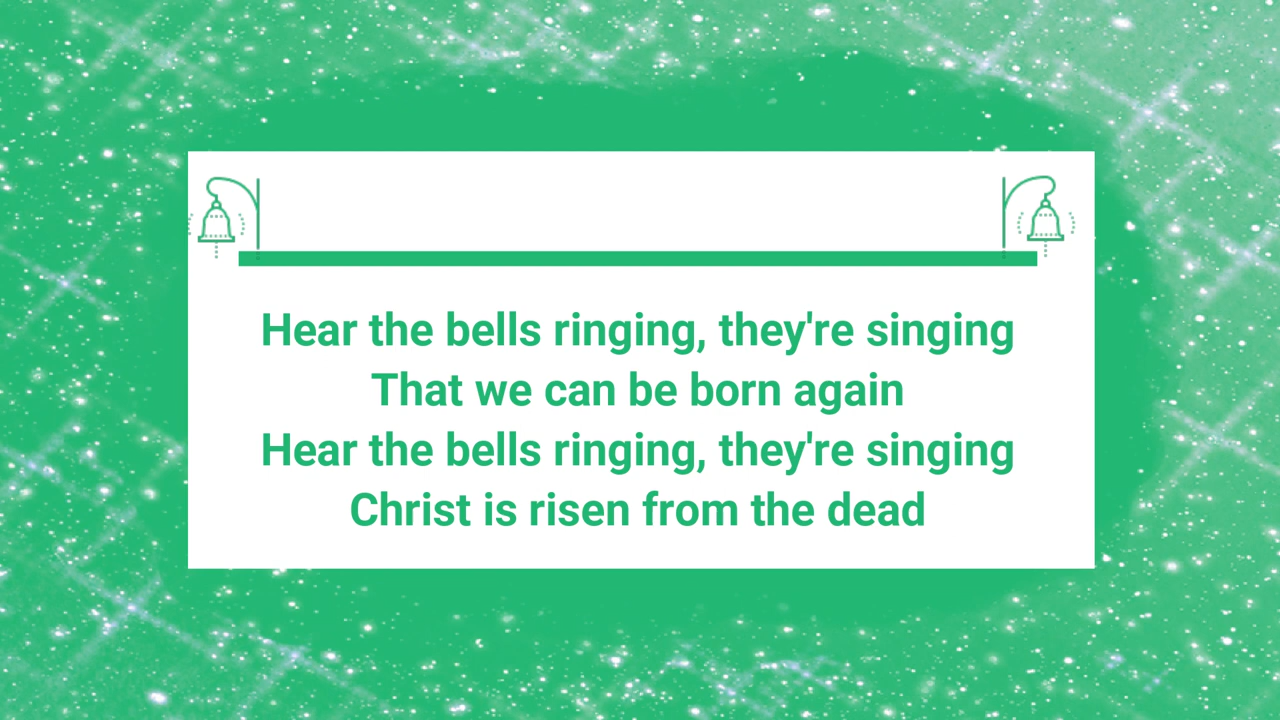 Hear the bells ringing, they're singing
That we can be born again
Hear the bells ringing, they're singing
Christ is risen from the dead